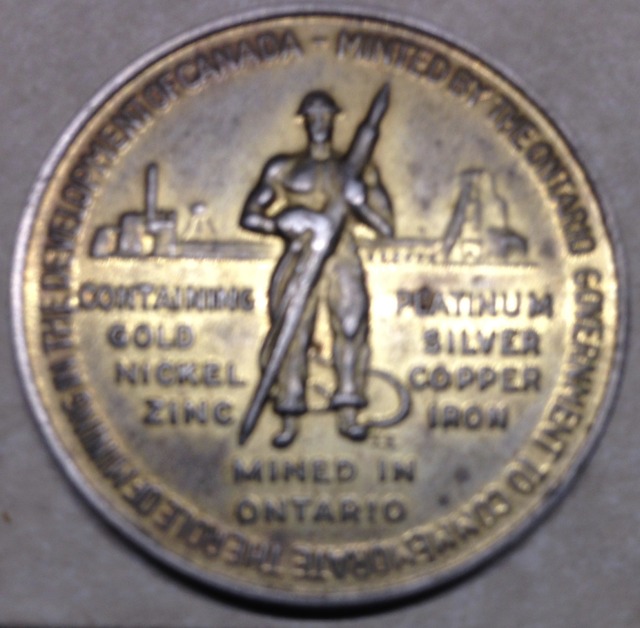 MINTED BY THE ONTARIO GOVERNMENT TO COMMEMORATE THE ROLE OF MINING IN THE DEVELOPMENT OF CANADA -
CONTAINING PLATINUM
GOLD SILVER
NICKEL COPPER
ZINC IRON
MINED IN
ONTARIO